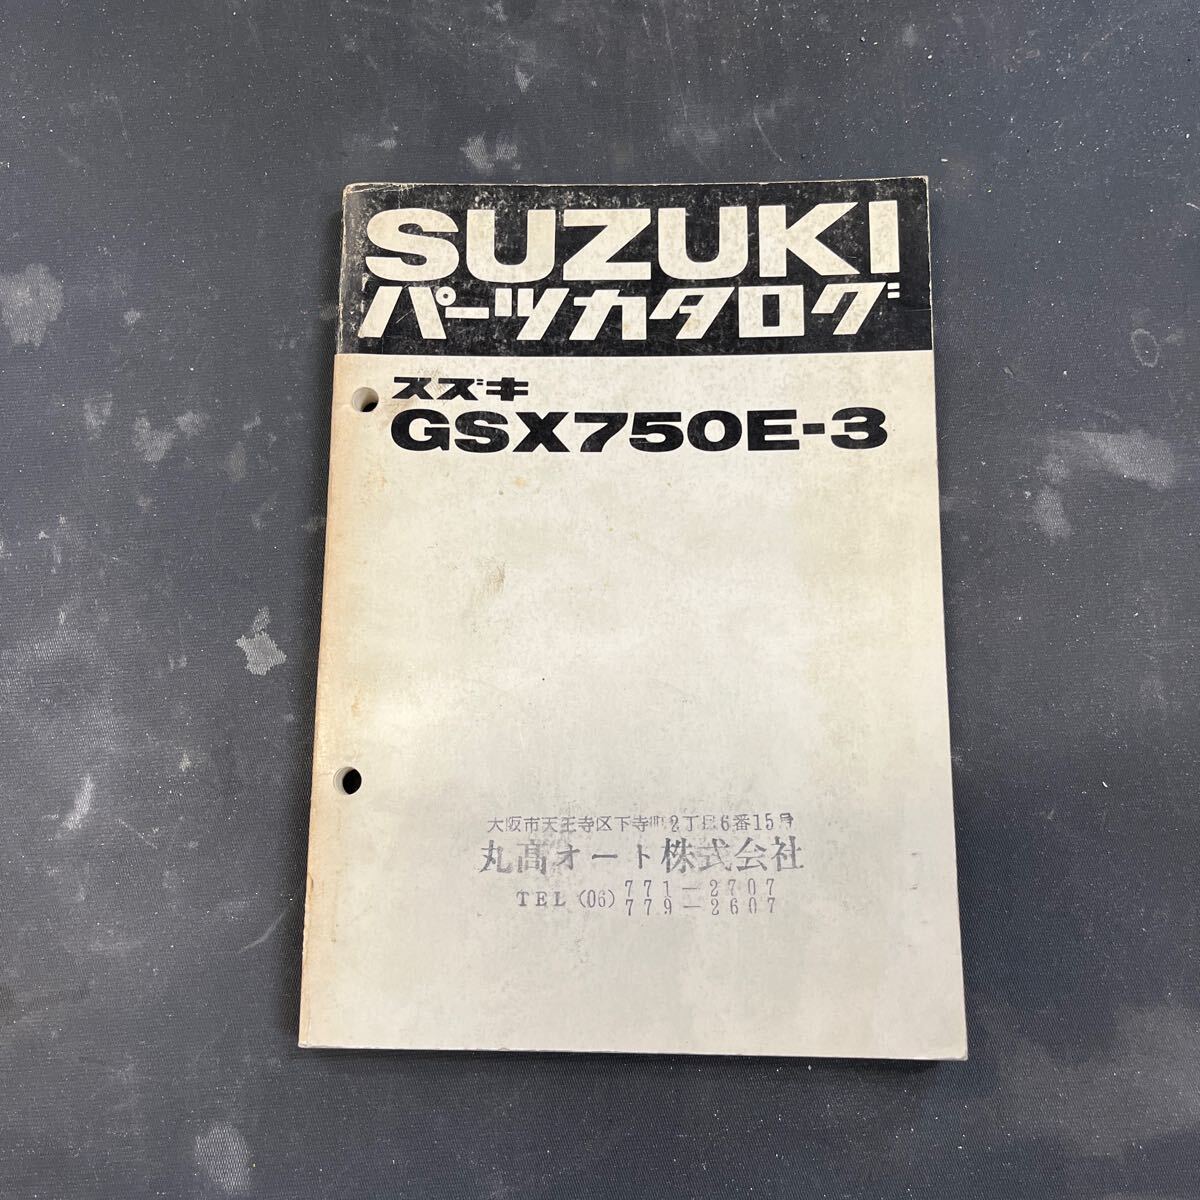 SUZUKI
パーツカタログ
スズキ
GSX750E-3
大阪市天王寺区下寺町2丁目6番15号
丸髙オート株式会社
TEL (06) 771-2707
779-2607